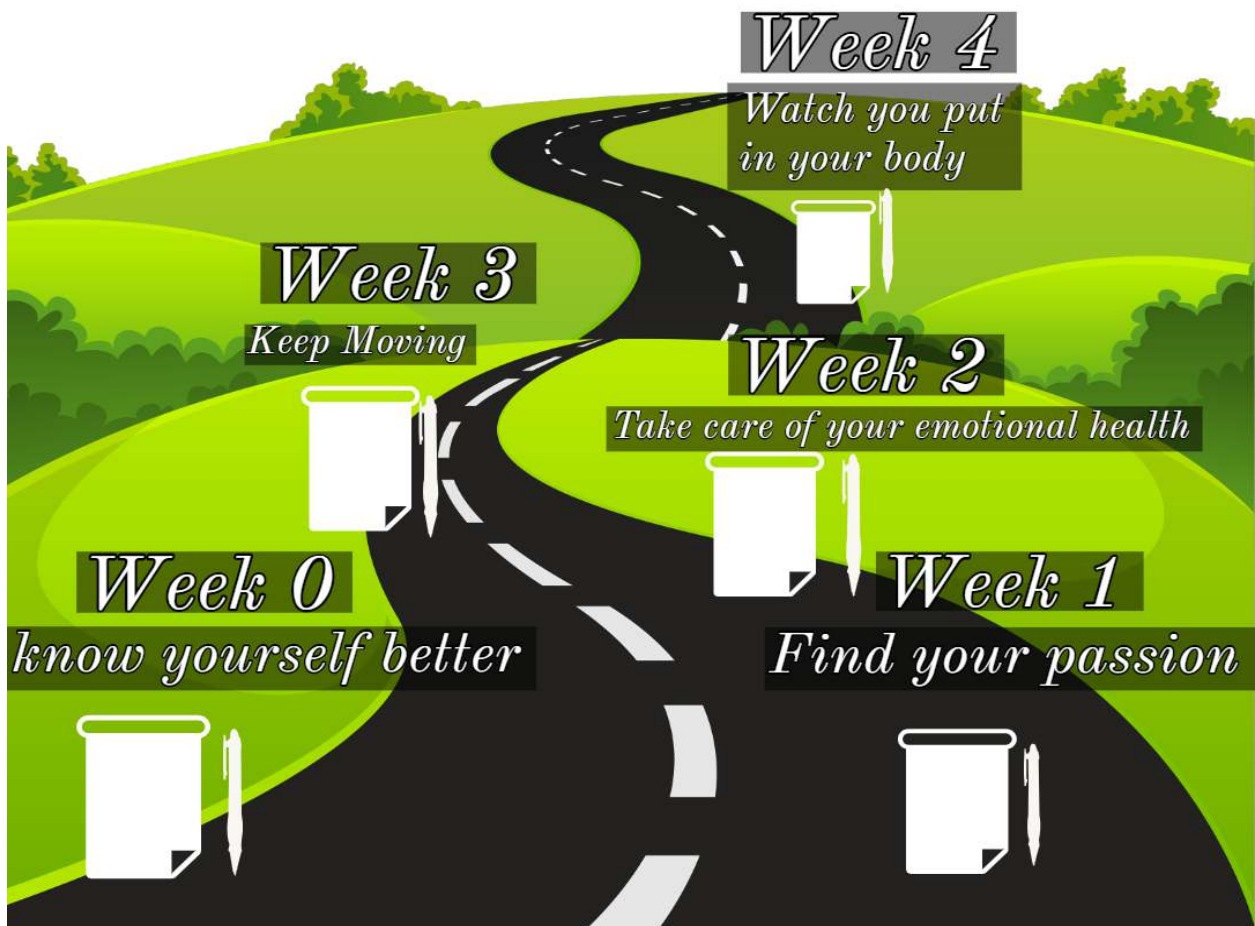 Week 4
Watch you put
in your body
Week 3
Keep Moving
Week 2
Take care of your emotional health
Week 0
know yourself better
Week 1
Find your passion